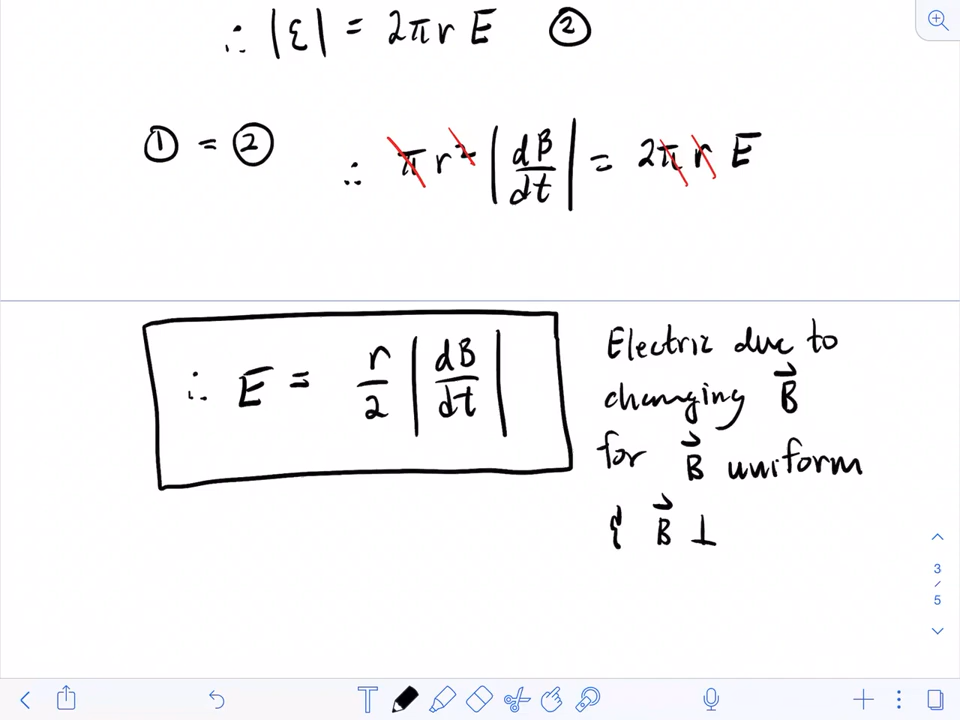 ∴ |ε| = 2πr E ②
① = ② ∴ πr² |dB/dt| = 2πr E
∴ E = r/2 |dB/dt|
Electric due to
changing B⃗
for B⃗ uniform
& B⃗ ⊥
3
/
5
T